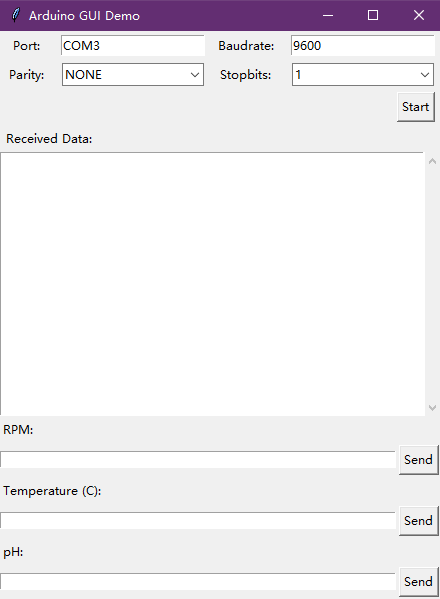 Arduino GUI Demo
Port: COM3 Baudrate: 9600
Parity: NONE Stopbits: 1
Start
Received Data:
RPM:
Send
Temperature (C):
Send
pH:
Send